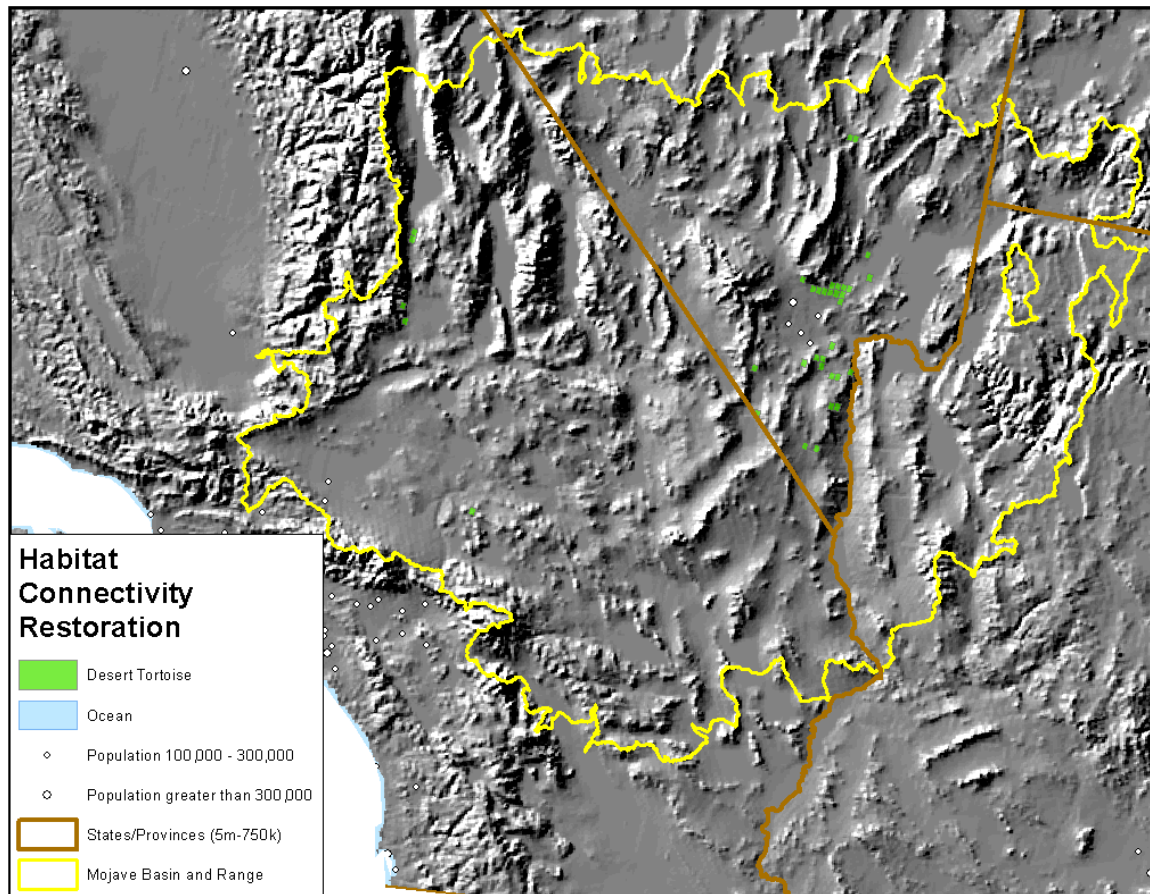 Habitat
Connectivity
Restoration
Desert Tortoise
Ocean
Population 100,000 - 300,000
Population greater than 300,000
States/Provinces (5m-750k)
Mojave Basin and Range